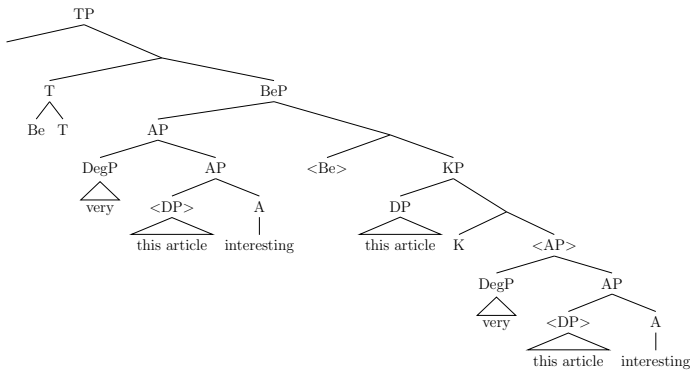 TP
T BeP
Be T AP
DegP AP <Be> KP
very <DP> A DP
this article interesting this article K <AP>
DegP AP
very <DP> A
this article interesting